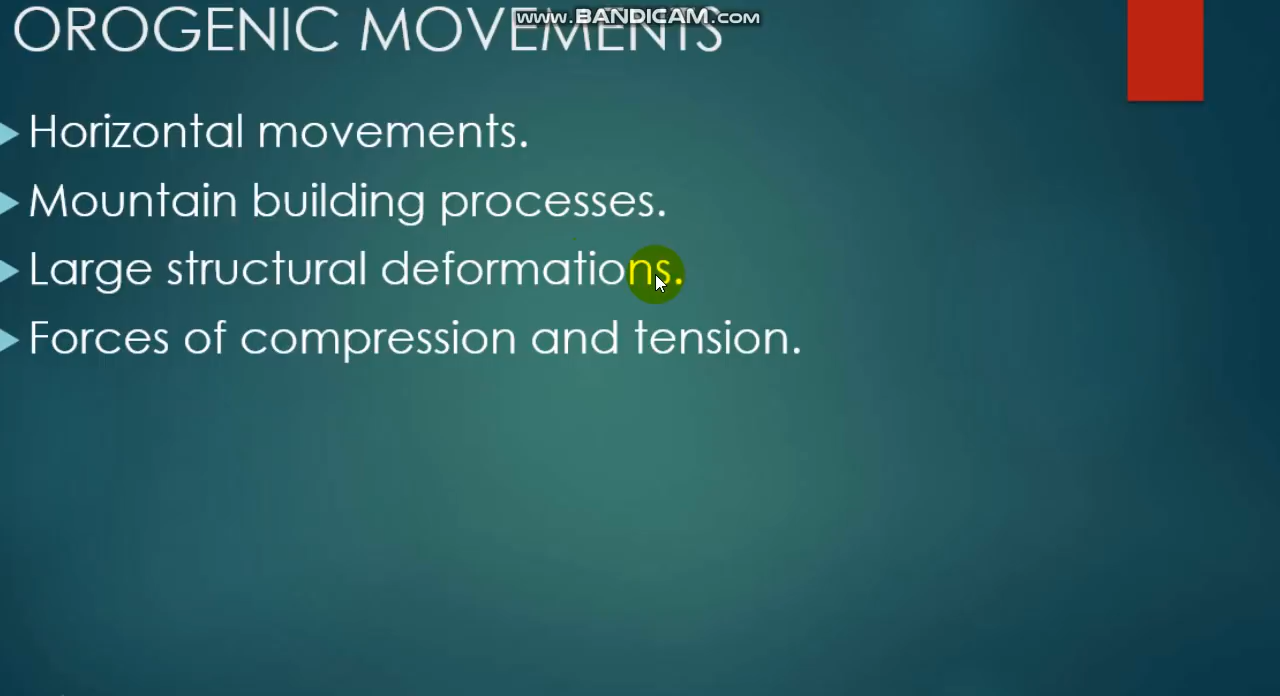 www.BANDICAM.com
OROGENIC MOVEMENTS
Horizontal movements.
Mountain building processes.
Large structural deformations.
Forces of compression and tension.